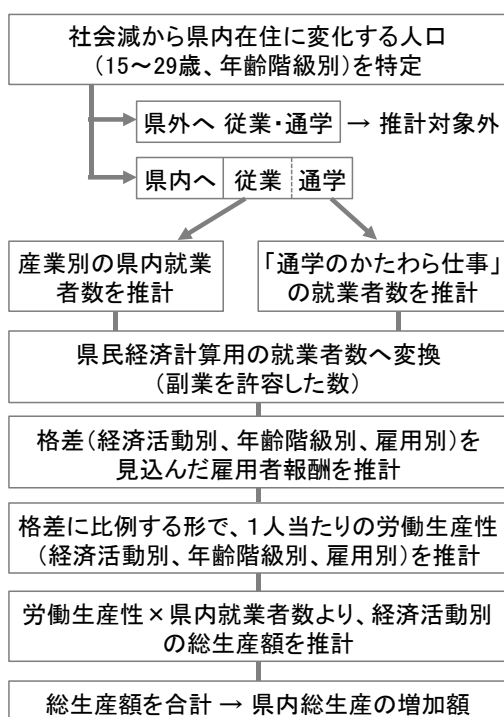 社会減から県内在住に変化する人口
(15～29歳、年齢階級別)を特定
県外へ 従業・通学 → 推計対象外
県内へ 従業 通学
産業別の県内就業
者数を推計
「通学のかたわら仕事」
の就業者数を推計
県民経済計算用の就業者数へ変換
(副業を許容した数)
格差(経済活動別、年齢階級別、雇用別)を
見込んだ雇用者報酬を推計
格差に比例する形で、１人当たりの労働生産性
(経済活動別、年齢階級別、雇用別)を推計
労働生産性×県内就業者数より、経済活動別
の総生産額を推計
総生産額を合計 → 県内総生産の増加額